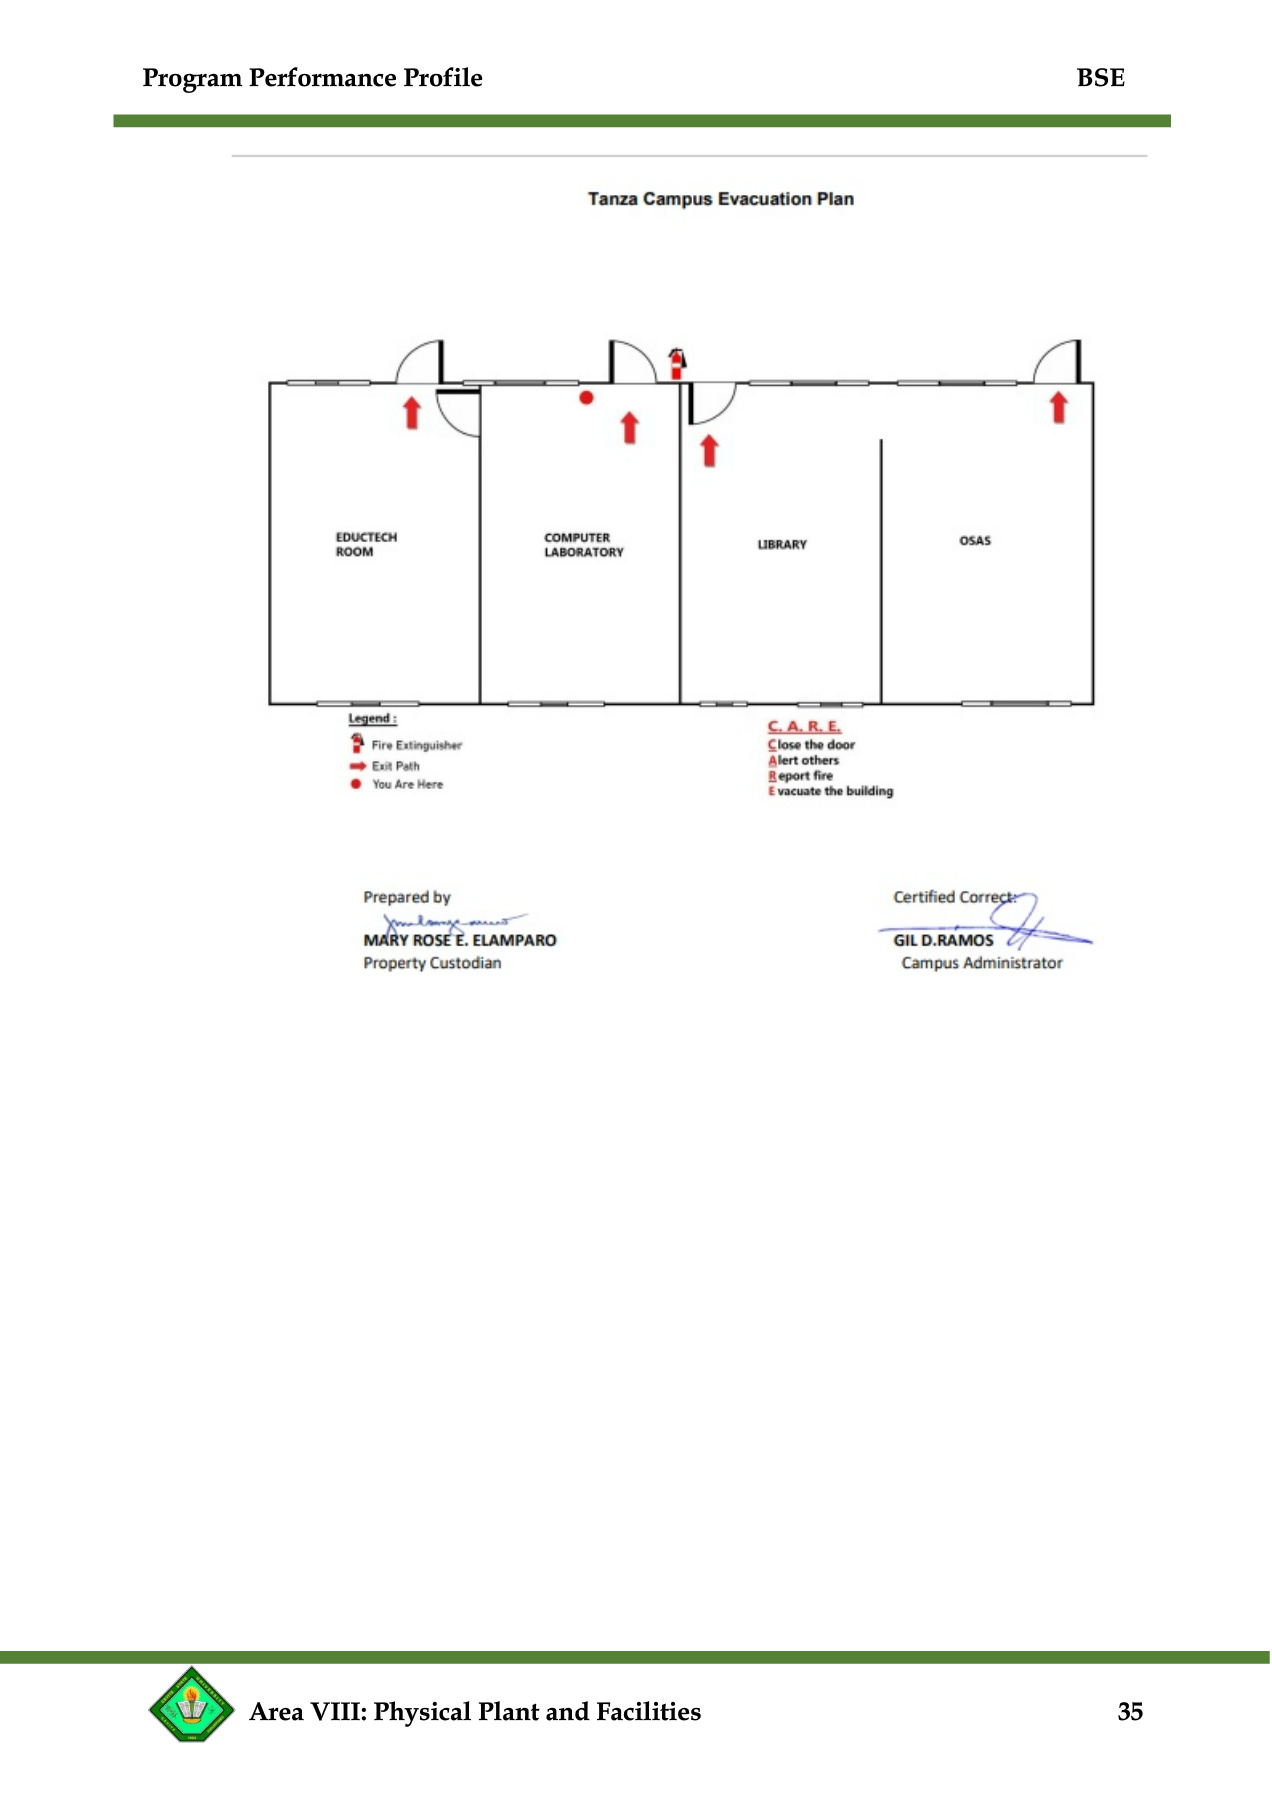 Program Performance Profile BSE
Tanza Campus Evacuation Plan
EDUCTECH
ROOM
COMPUTER
LABORATORY
LIBRARY
OSAS
Legend :
Fire Extinguisher
Exit Path
You Are Here
C. A. R. E.
Close the door
Alert others
Report fire
Evacuate the building
Prepared by
MARY ROSE E. ELAMPARO
Property Custodian
Certified Correct:
GIL D.RAMOS
Campus Administrator
Area VIII: Physical Plant and Facilities 35